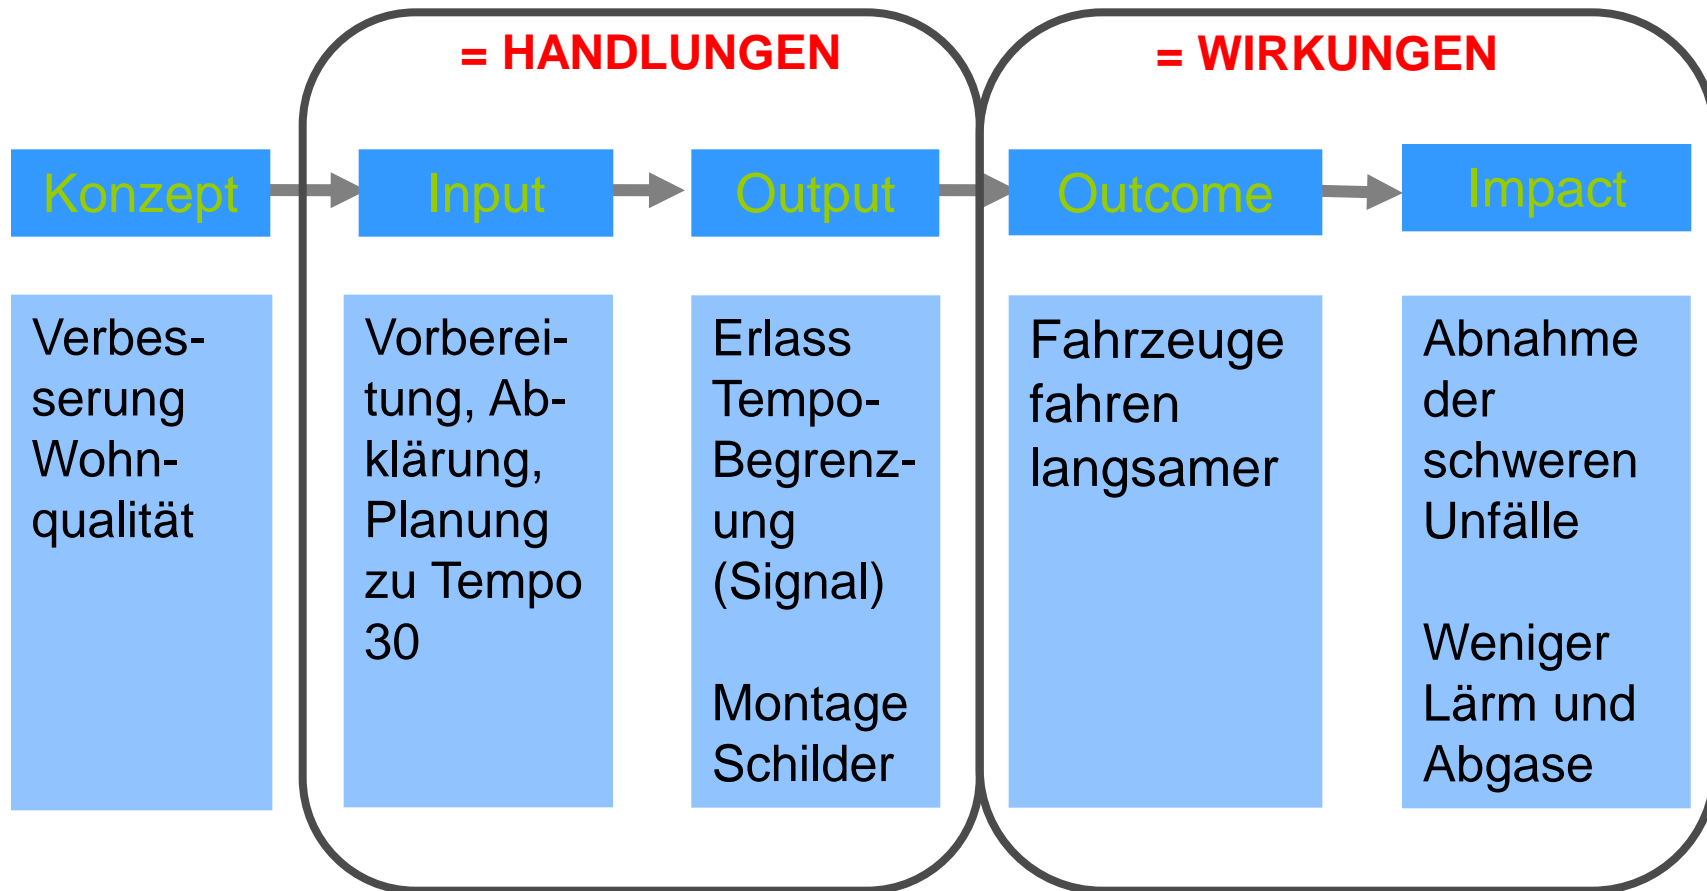 = HANDLUNGEN
= WIRKUNGEN
Konzept
Input
Output
Outcome
Impact
Verbes-
serung
Wohn-
qualität
Vorberei-
tung, Ab-
klärung,
Planung
zu Tempo
30
Erlass
Tempo-
Begrenz-
ung
(Signal)
Montage
Schilder
Fahrzeuge
fahren
langsamer
Abnahme
der
schweren
Unfälle
Weniger
Lärm und
Abgase